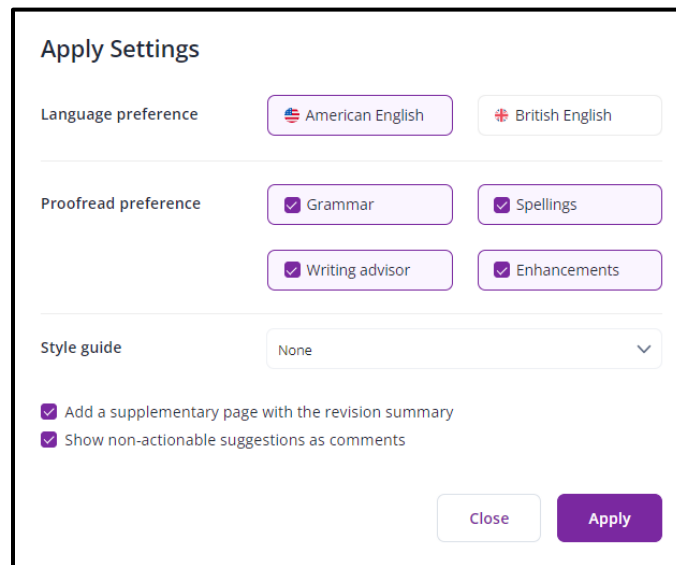 Apply Settings
Language preference
American English
British English
Proofread preference
Grammar
Spellings
Writing advisor
Enhancements
Style guide
None
Add a supplementary page with the revision summary
Show non-actionable suggestions as comments
Close
Apply